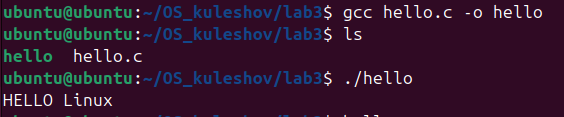 ubuntu@ubuntu:~/OS_kuleshov/lab3$ gcc hello.c -o hello
ubuntu@ubuntu:~/OS_kuleshov/lab3$ ls
hello  hello.c
ubuntu@ubuntu:~/OS_kuleshov/lab3$ ./hello
HELLO Linux